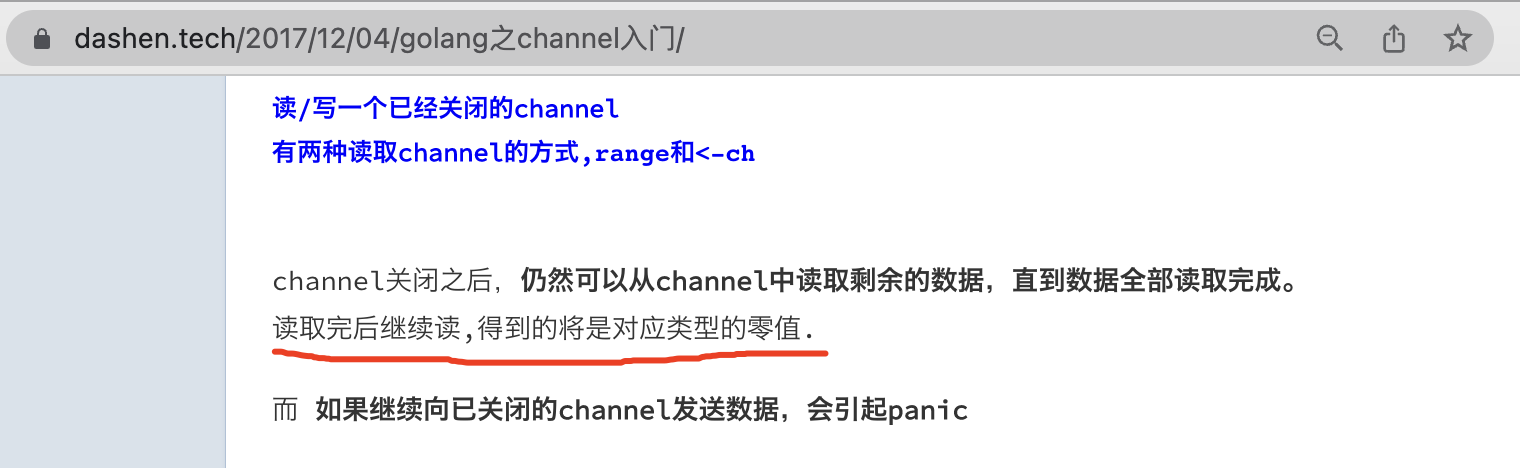 dashen.tech/2017/12/04/golang之channel入门/
读/写一个已经关闭的channel
有两种读取channel的方式,range和<-ch
channel关闭之后，仍然可以从channel中读取剩余的数据，直到数据全部读取完成。
读取完后继续读,得到的将是对应类型的零值.
而 如果继续向已关闭的channel发送数据，会引起panic